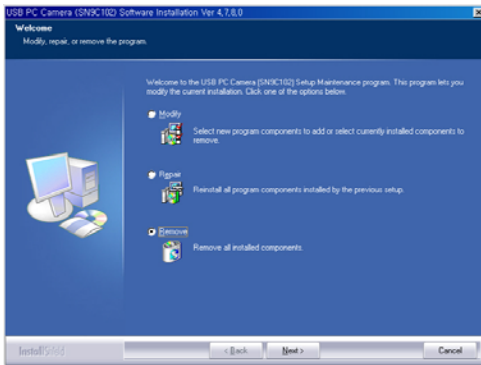 USB PC Camera (SN9C102) Software Installation Ver 4,7,8,0
Welcome
Modify, repair, or remove the program.
Welcome to the USB PC Camera (SN9C102) Setup Maintenance program. This program lets you
modify the current installation. Click one of the options below.
Modify
Select new program components to add or select currently installed components to
remove.
Repair
Reinstall all program components installed by the previous setup.
Remove
Remove all installed components.
InstallShield
< Back
Next >
Cancel